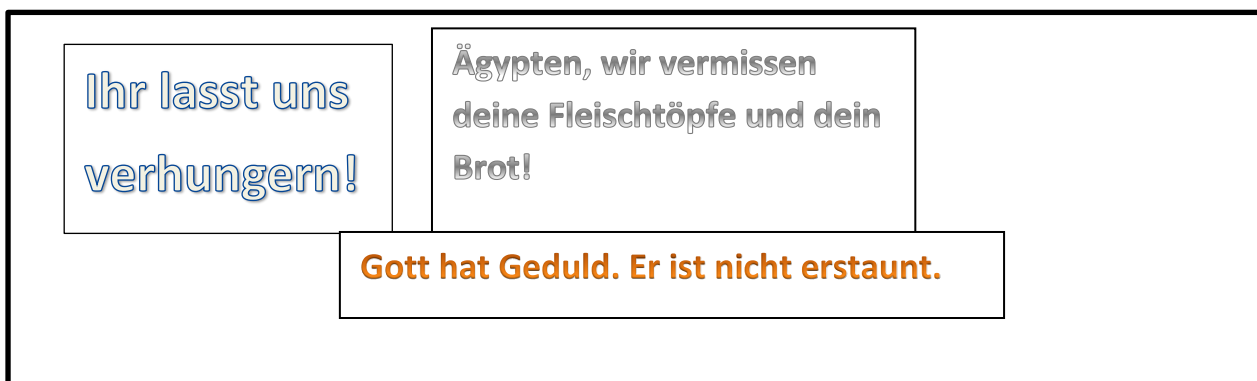 Ihr lasst uns
verhungern!
Ägypten, wir vermissen
deine Fleischtöpfe und dein
Brot!
Gott hat Geduld. Er ist nicht erstaunt.